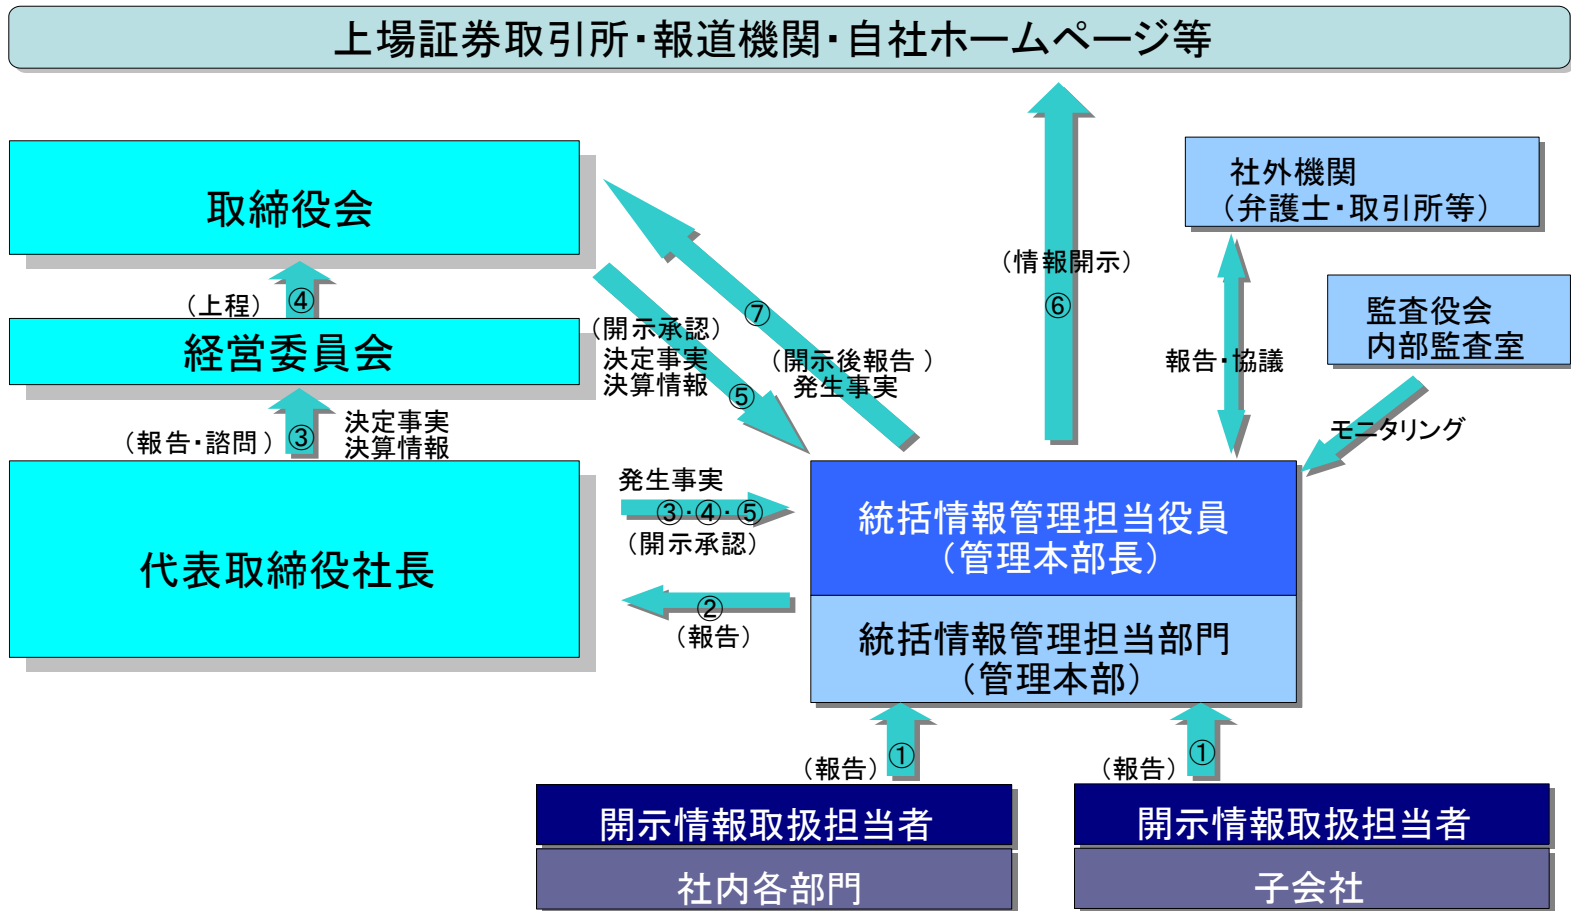 上場証券取引所・報道機関・自社ホームページ等
取締役会
社外機関
（弁護士・取引所等）
（情報開示）
⑥
（上程）
④
⑦
監査役会
内部監査室
経営委員会
（開示承認）
決定事実
決算情報
⑤
（開示後報告 ）
発生事実
報告・協議
（報告・諮問）
③
決定事実
決算情報
モニタリング
代表取締役社長
発生事実
③・④・⑤
（開示承認）
②
（報告）
統括情報管理担当役員
（管理本部長）
統括情報管理担当部門
（管理本部）
（報告）
①
（報告）
①
開示情報取扱担当者
社内各部門
開示情報取扱担当者
子会社